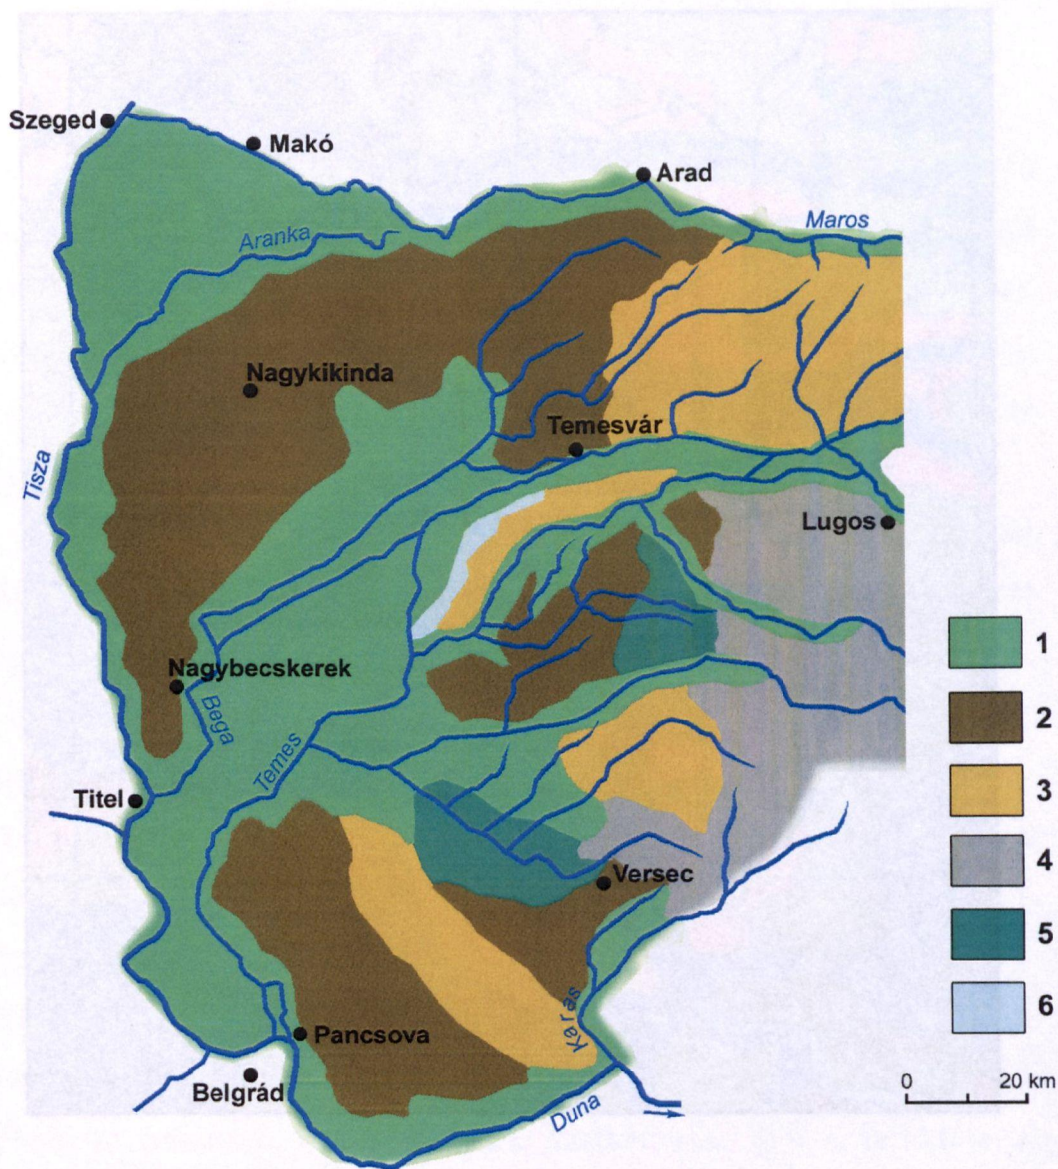 Szeged
Makó
Arad
Maros
Aranka
Nagykikinda
Temesvár
Tisza
Lugos
Nagybecskerek
Bega
Temes
Titel
Versec
Karas
Pancsova
Belgrád
Duna
1
2
3
4
5
6
0 20 km